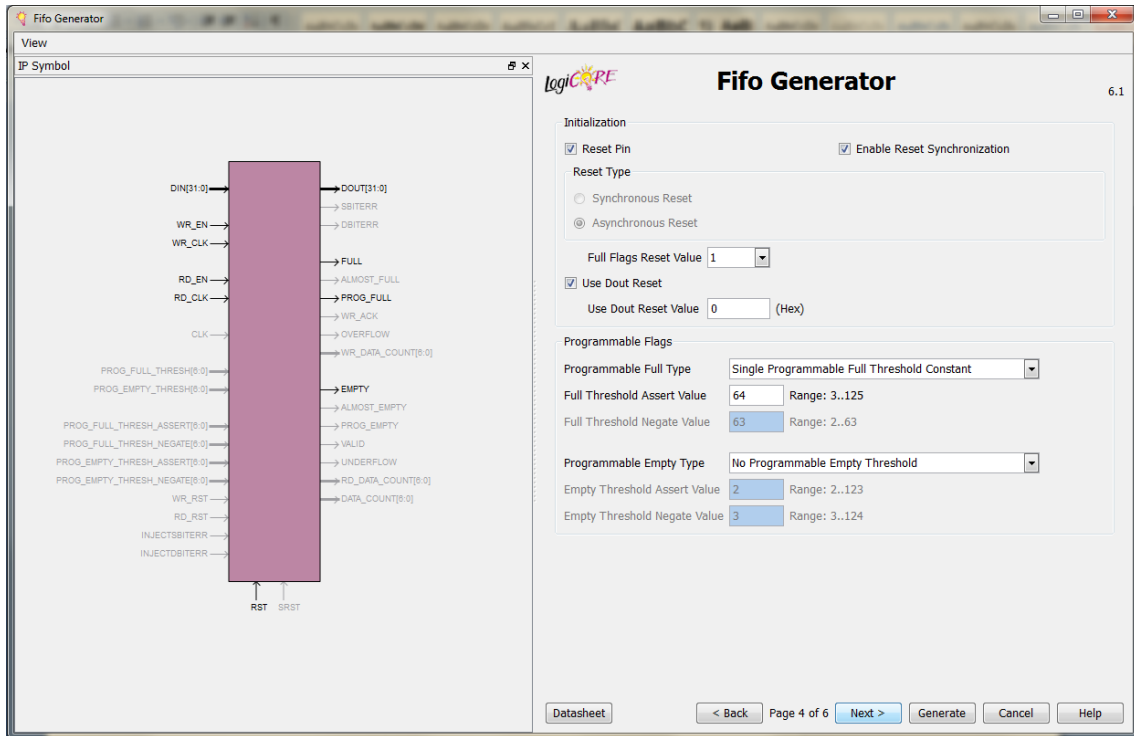 Fifo Generator
View
IP Symbol
DIN[31:0]
WR_EN
WR_CLK
RD_EN
RD_CLK
CLK
PROG_FULL_THRESH[6:0]
PROG_EMPTY_THRESH[6:0]
PROG_FULL_THRESH_ASSERT[6:0]
PROG_FULL_THRESH_NEGATE[6:0]
PROG_EMPTY_THRESH_ASSERT[6:0]
PROG_EMPTY_THRESH_NEGATE[6:0]
WR_RST
RD_RST
INJECTSBITERR
INJECTDBITERR
DOUT[31:0]
SBITERR
DBITERR
FULL
ALMOST_FULL
PROG_FULL
WR_ACK
OVERFLOW
WR_DATA_COUNT[6:0]
EMPTY
ALMOST_EMPTY
PROG_EMPTY
VALID
UNDERFLOW
RD_DATA_COUNT[6:0]
DATA_COUNT[6:0]
RST SRST
LogiCORE
Fifo Generator
6.1
Initialization
Reset Pin Enable Reset Synchronization
Reset Type
Synchronous Reset
Asynchronous Reset
Full Flags Reset Value 1
Use Dout Reset
Use Dout Reset Value 0 (Hex)
Programmable Flags
Programmable Full Type Single Programmable Full Threshold Constant
Full Threshold Assert Value 64 Range: 3..125
Full Threshold Negate Value 63 Range: 2..63
Programmable Empty Type No Programmable Empty Threshold
Empty Threshold Assert Value 2 Range: 2..123
Empty Threshold Negate Value 3 Range: 3..124
Datasheet < Back Page 4 of 6 Next > Generate Cancel Help